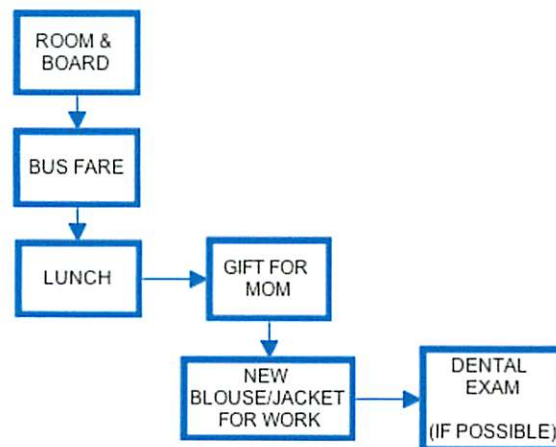 ROOM &
BOARD
BUS FARE
LUNCH
GIFT FOR
MOM
NEW
BLOUSE/JACKET
FOR WORK
DENTAL
EXAM
(IF POSSIBLE)